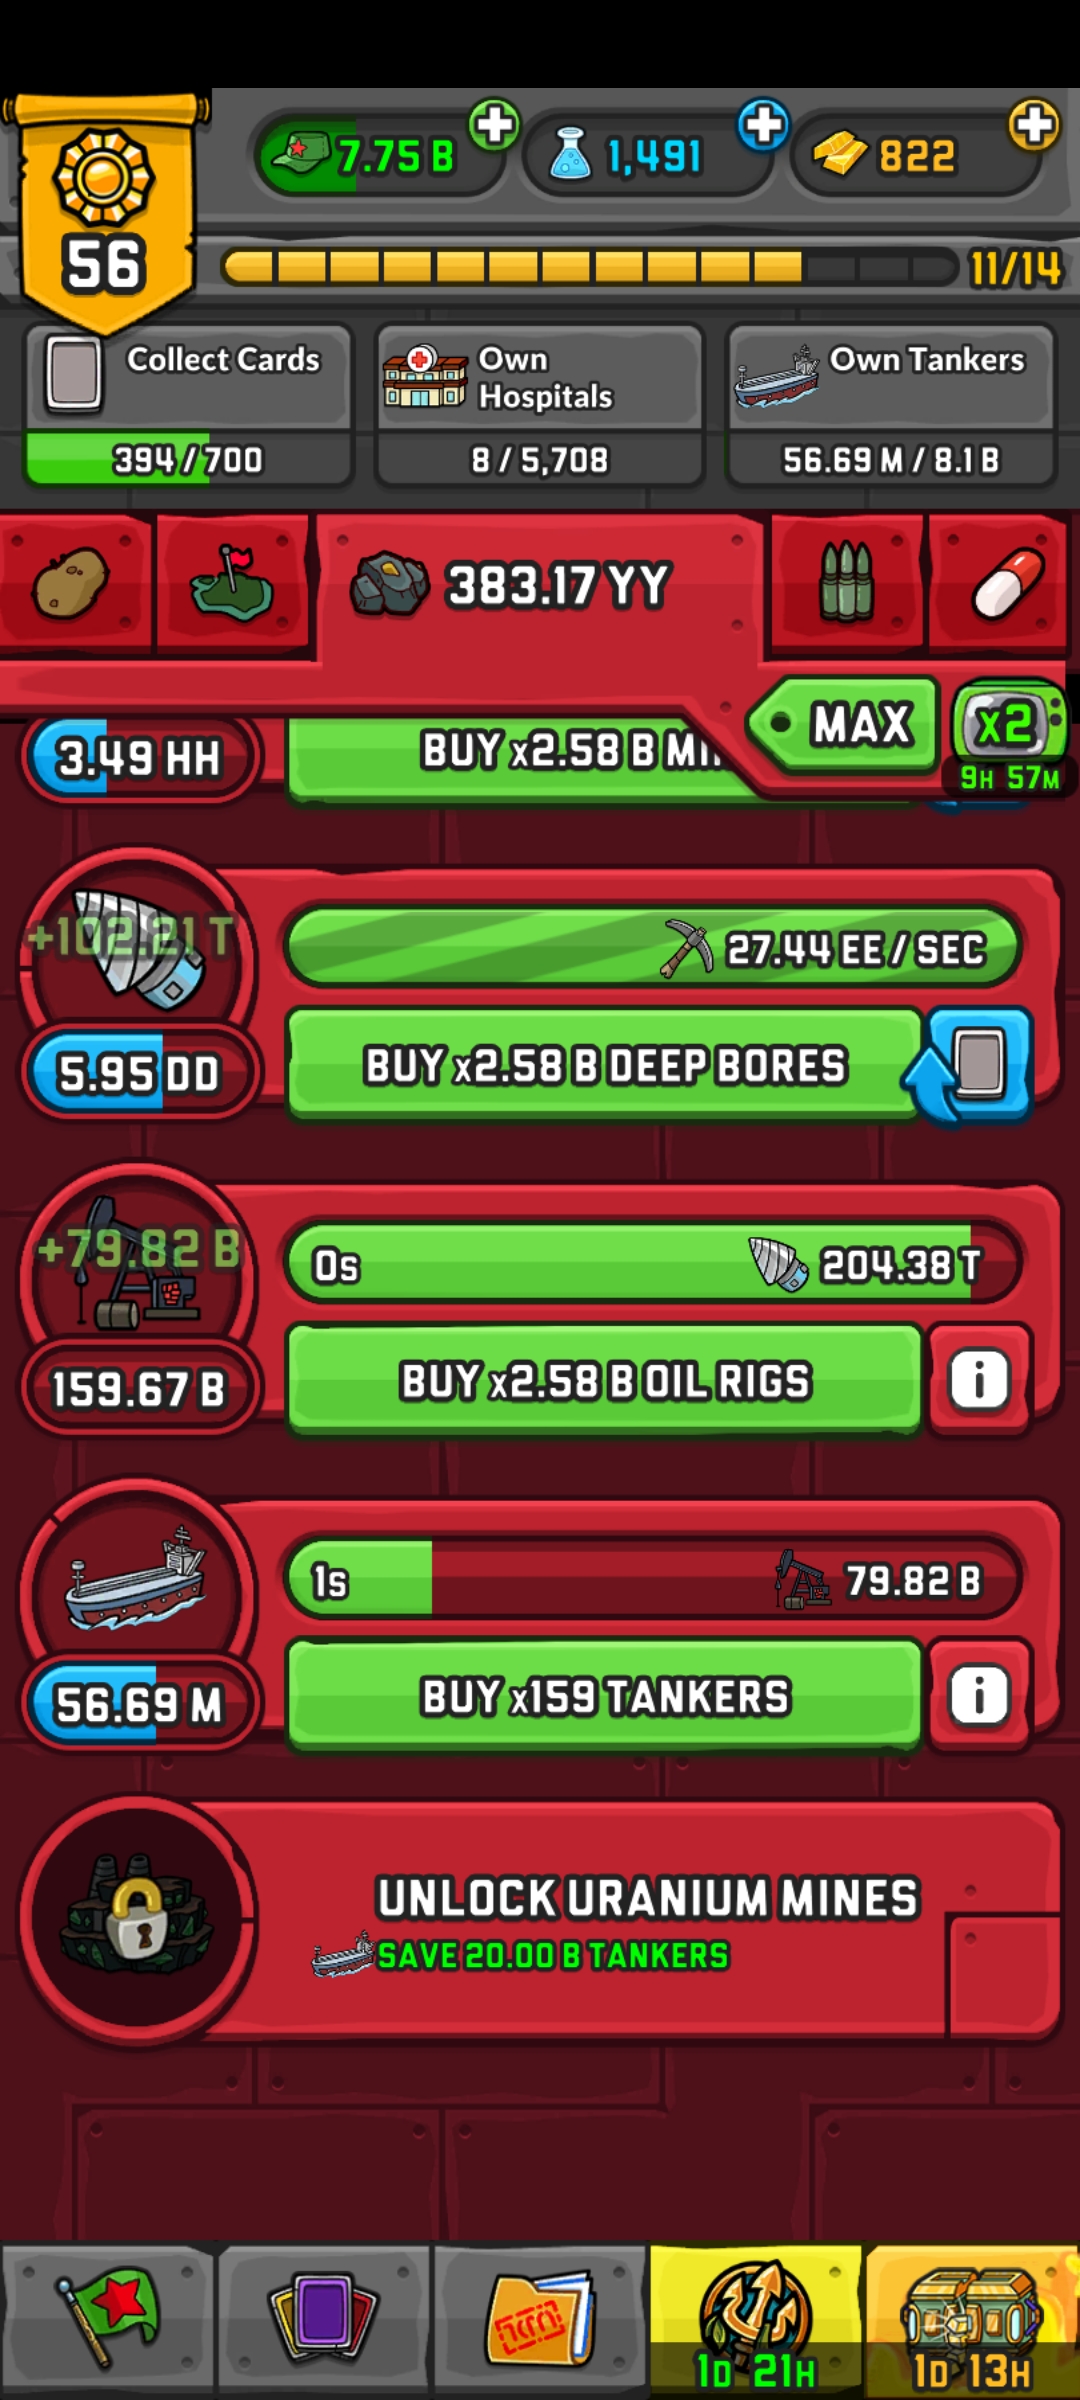 7.75 B
1,491
822
56
11/14
Collect Cards
394/700
Own
Hospitals
8/5,708
Own Tankers
56.69 M/8.1 B
383.17 YY
MAX
X2
9H 57M
3.49 HH
BUY x2.58 B
+102.21 T
27.44 EE/SEC
5.95 DD
BUY x2.58 B DEEP BORES
+79.82 B
0s
204.38 T
159.67 B
BUY x2.58 B OIL RIGS
i
1s
79.82 B
56.69 M
BUY x159 TANKERS
i
UNLOCK URANIUM MINES
SAVE 20.00 B TANKERS
1D 21H
1D 13H